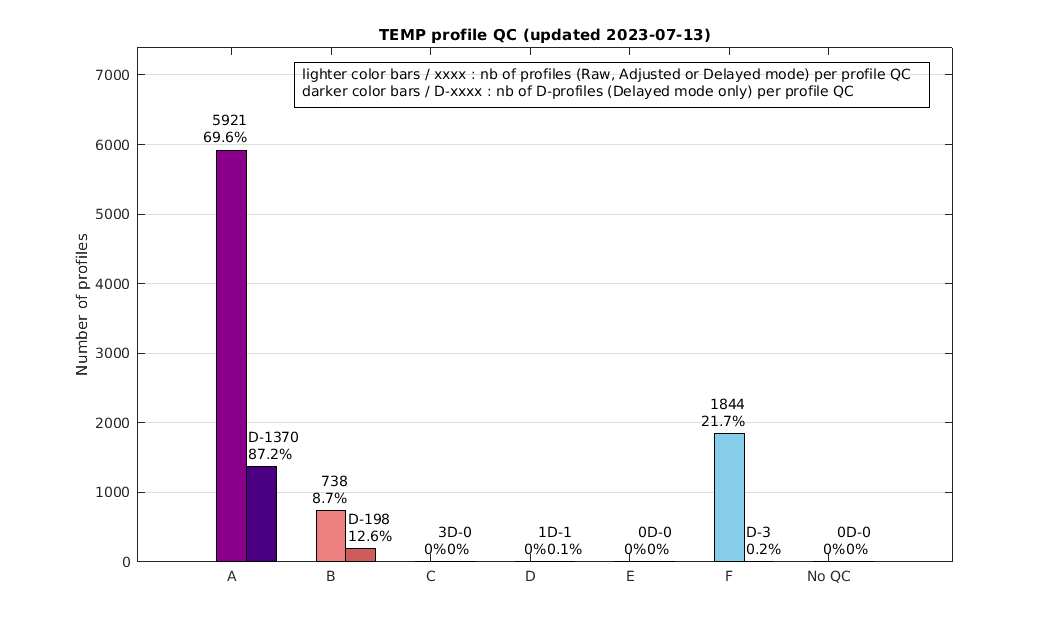 TEMP profile QC (updated 2023-07-13)
lighter color bars / xxxx : nb of profiles (Raw, Adjusted or Delayed mode) per profile QC
darker color bars / D-xxxx : nb of D-profiles (Delayed mode only) per profile QC
Number of profiles
7000
6000
5000
4000
3000
2000
1000
0
5921
69.6%
D-1370
87.2%
738
8.7%
D-198
12.6%
3D-0
0%0%
1D-1
0%0.1%
0D-0
0%0%
1844
21.7%
D-3
0.2%
0D-0
0%0%
A B C D E F No QC